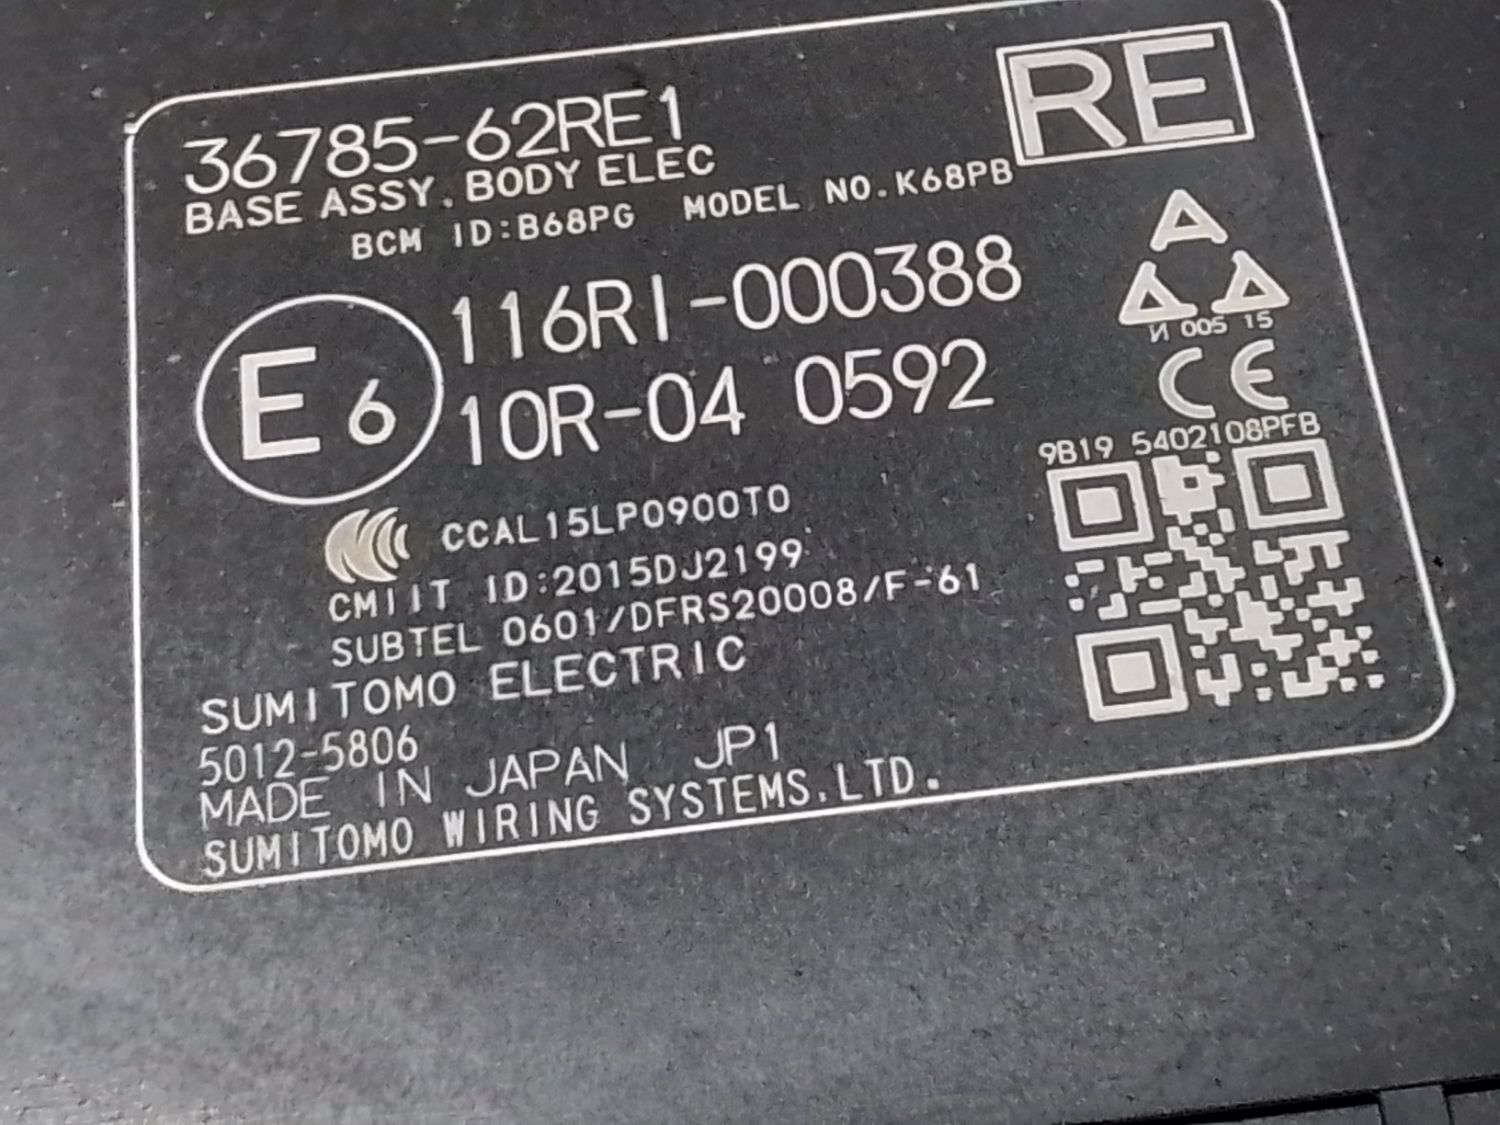 36785-62RE1
RE
BASE ASSY. BODY ELEC
BCM ID:B68PG MODEL NO.K68PB
116RI-000388
E6
10R-04 0592
И 005 15
CE
9B19 5402108PFB
CCAL15LP0900T0
CMIIT ID:2015DJ2199
SUBTEL 0601/DFRS20008/F-61
SUMITOMO ELECTRIC
5012-5806
MADE IN JAPAN JP1
SUMITOMO WIRING SYSTEMS.LTD.